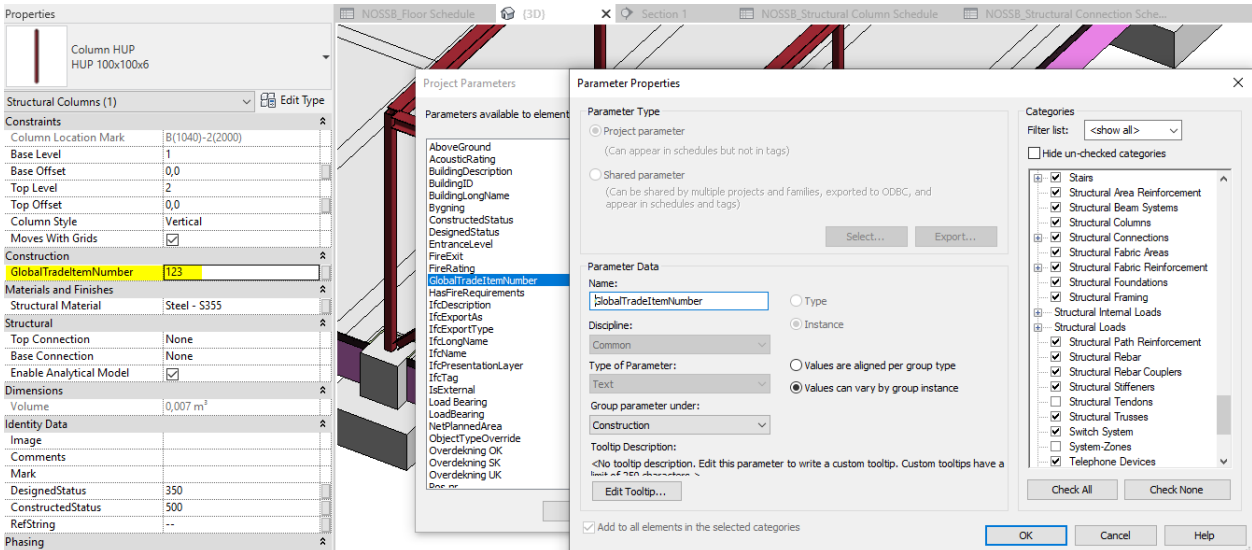 Properties
Column HUP
HUP 100x100x6
Structural Columns (1)
Edit Type
Constraints
Column Location Mark B(1040)-2(2000)
Base Level 1
Base Offset 0,0
Top Level 2
Top Offset 0,0
Column Style Vertical
Moves With Grids
Construction
GlobalTradeItemNumber 123
Materials and Finishes
Structural Material Steel - S355
Structural
Top Connection None
Base Connection None
Enable Analytical Model
Dimensions
Volume 0,007 m³
Identity Data
Image
Comments
Mark
DesignedStatus 350
ConstructedStatus 500
RefString --
Phasing
NOSSB_Floor Schedule
(3D)
Section 1
NOSSB_Structural Column Schedule
NOSSB_Structural Connection Sche...
Project Parameters
Parameters available to element
AboveGround
AcousticRating
BuildingDescription
BuildingID
BuildingLongName
Bygning
ConstructedStatus
DesignedStatus
EntranceLevel
FireExit
FireRating
GlobalTradeItemNumber
HasFireRequirements
IfcDescription
IfcExportAs
IfcExportType
IfcLongName
IfcName
IfcPresentationLayer
IfcTag
IsExternal
Load Bearing
LoadBearing
NetPlannedArea
ObjectTypeOverride
Overdekning OK
Overdekning SK
Overdekning UK
Pos nr
Parameter Properties
Parameter Type
Project parameter
(Can appear in schedules but not in tags)
Shared parameter
(Can be shared by multiple projects and families, exported to ODBC, and
appear in schedules and tags)
Select...
Export...
Parameter Data
Name:
GlobalTradeItemNumber
Type
Discipline:
Instance
Common
Type of Parameter:
Values are aligned per group type
Text
Values can vary by group instance
Group parameter under:
Construction
Tooltip Description:
<No tooltip description. Edit this parameter to write a custom tooltip. Custom tooltips have a
limit of 250 characters.>
Edit Tooltip...
Add to all elements in the selected categories
Categories
Filter list: <show all>
Hide un-checked categories
Stairs
Structural Area Reinforcement
Structural Beam Systems
Structural Columns
Structural Connections
Structural Fabric Areas
Structural Fabric Reinforcement
Structural Foundations
Structural Framing
Structural Internal Loads
Structural Loads
Structural Path Reinforcement
Structural Rebar
Structural Rebar Couplers
Structural Stiffeners
Structural Tendons
Structural Trusses
Switch System
System-Zones
Telephone Devices
Check All
Check None
OK
Cancel
Help